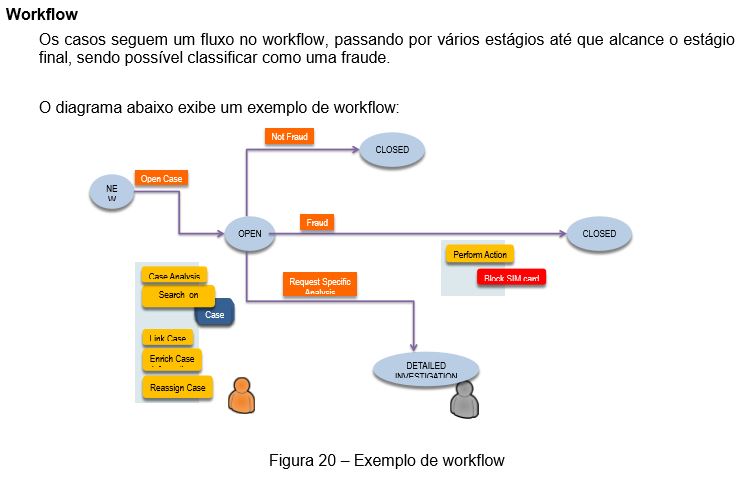 Workflow
Os casos seguem um fluxo no workflow, passando por vários estágios até que alcance o estágio
final, sendo possível classificar como uma fraude.
O diagrama abaixo exibe um exemplo de workflow:
Not Fraud
CLOSED
Open Case
NE
W
Fraud
OPEN
CLOSED
Perform Action
Block SIM card
Case Analysis
Search on
Case
Request Specific
Analysis
Link Case
Enrich Case
Reassign Case
DETAILED
INVESTIGATION
Figura 20 – Exemplo de workflow